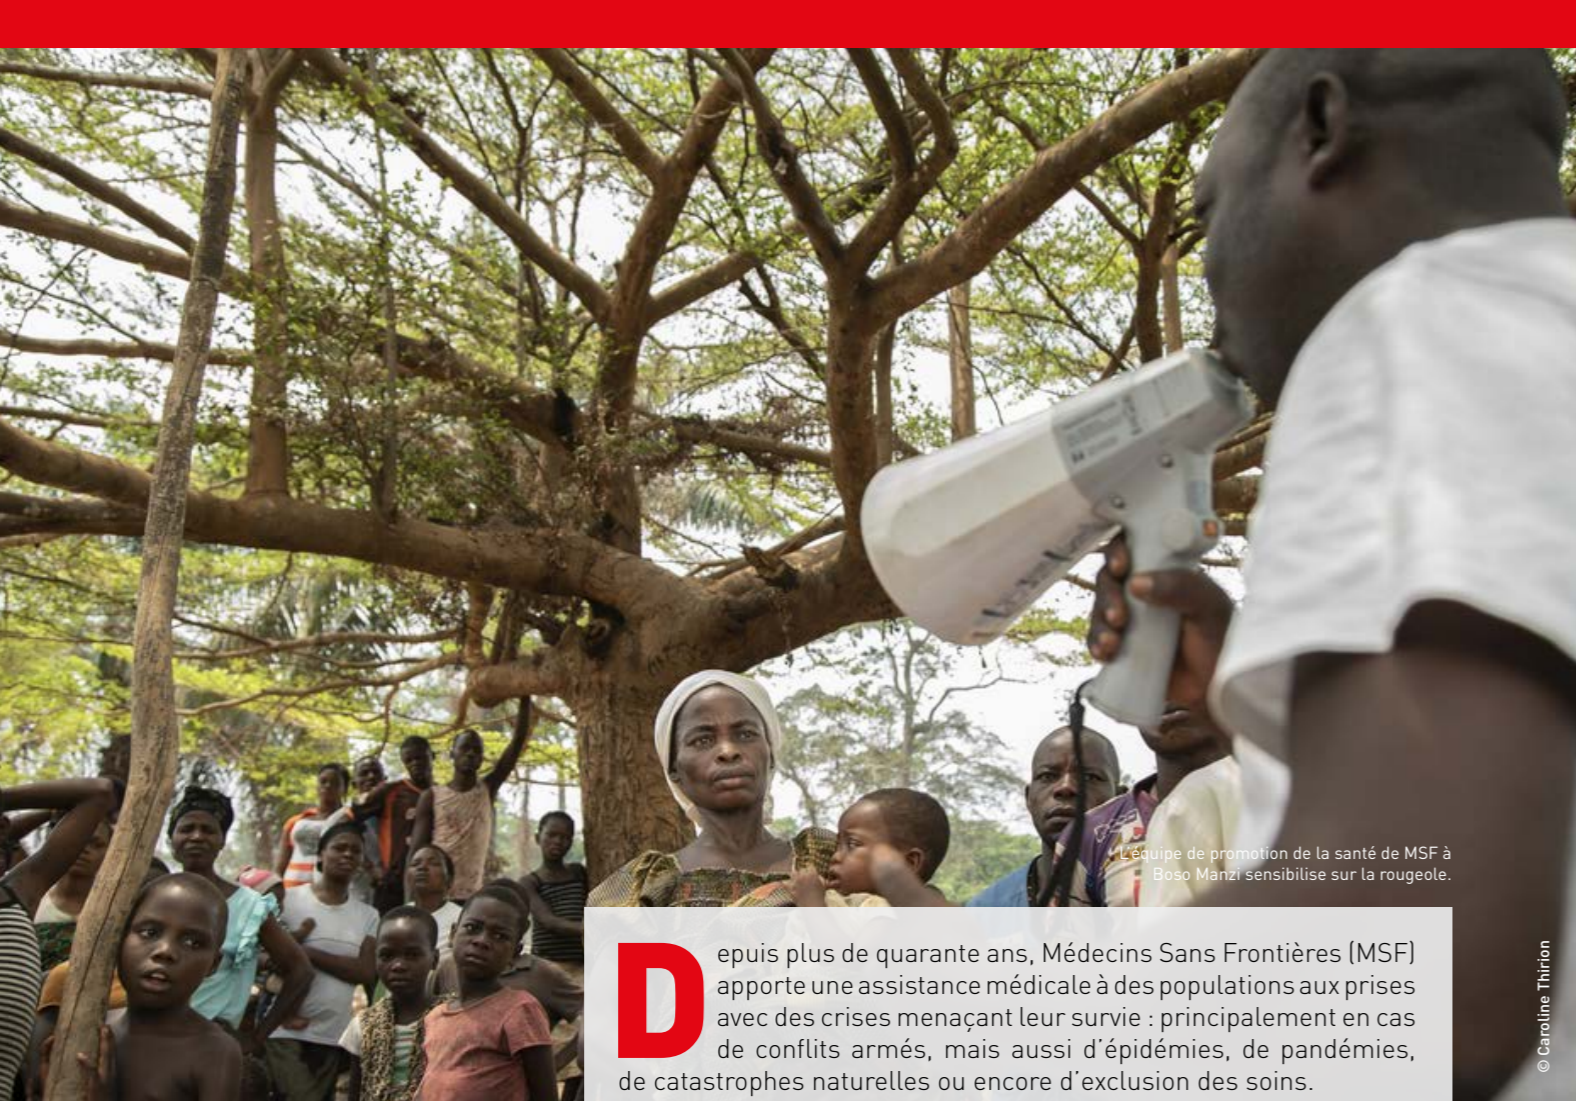 L'équipe de promotion de la santé de MSF à
Boso Manzi sensibilise sur la rougeole.
Depuis plus de quarante ans, Médecins Sans Frontières (MSF)
apporte une assistance médicale à des populations aux prises
avec des crises menaçant leur survie : principalement en cas
de conflits armés, mais aussi d'épidémies, de pandémies,
de catastrophes naturelles ou encore d'exclusion des soins.
© Caroline Thirion